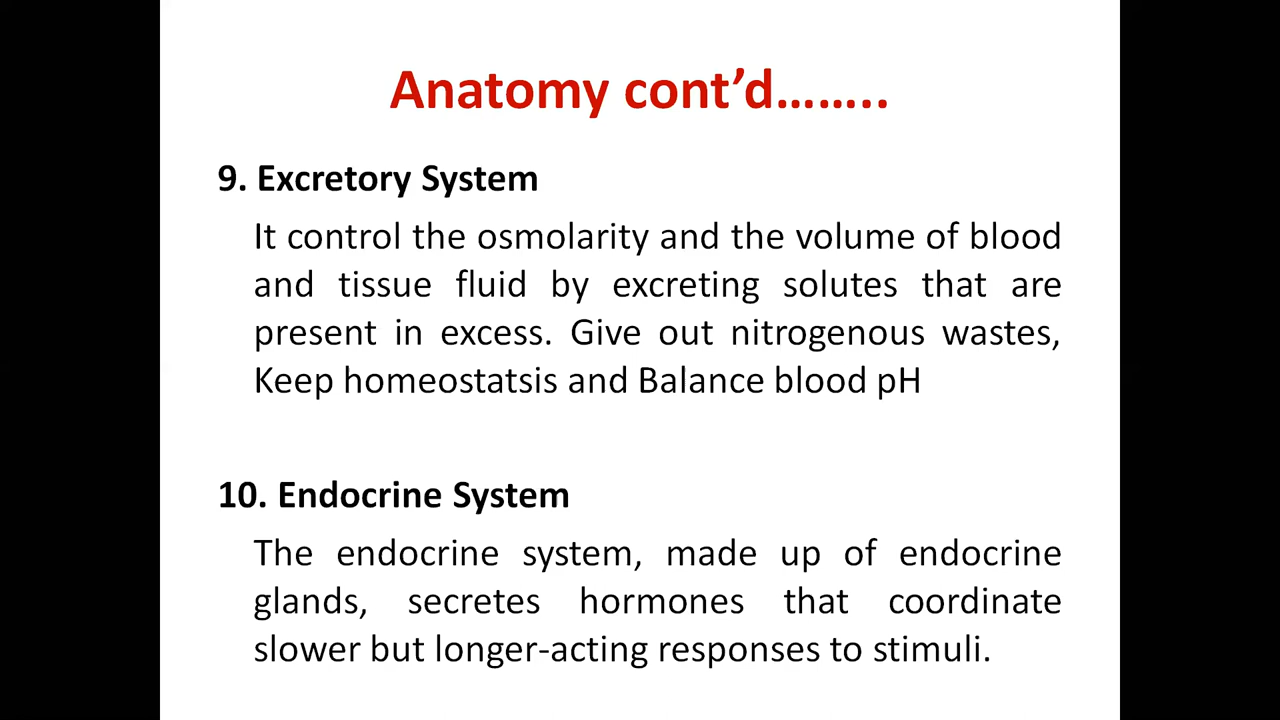 Anatomy cont’d……..
9. Excretory System
It control the osmolarity and the volume of blood
and tissue fluid by excreting solutes that are
present in excess. Give out nitrogenous wastes,
Keep homeostatsis and Balance blood pH
10. Endocrine System
The endocrine system, made up of endocrine
glands, secretes hormones that coordinate
slower but longer-acting responses to stimuli.